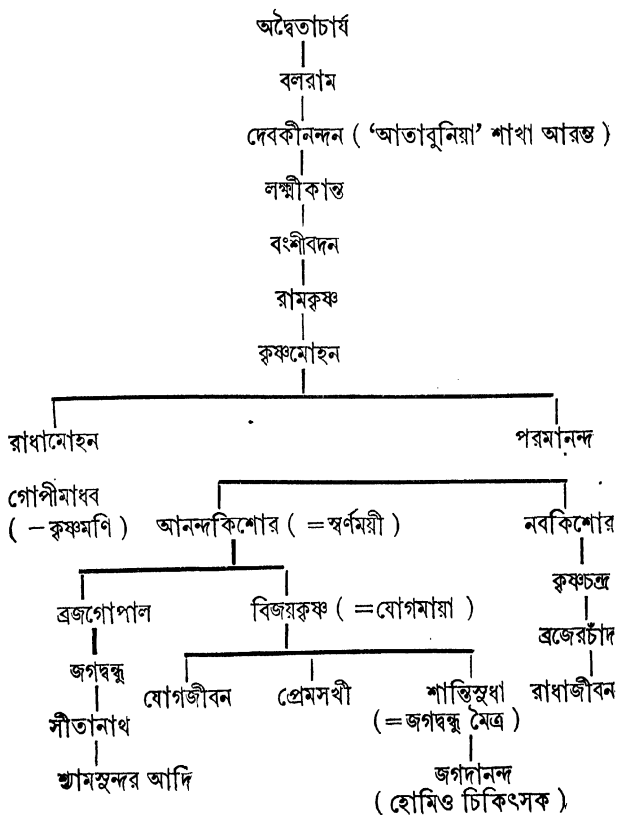 অদ্বৈতাচার্য
বলরাম
দেবকীনন্দন ( ‘আতাবুনিয়া’ শাখা আরম্ভ )
লক্ষ্মীকান্ত
বংশীবদন
রামকৃষ্ণ
কৃষ্ণমোহন
রাধামোহন পরমানন্দ
গোপীমাধব
( – কৃষ্ণমণি ) আনন্দকিশোর ( = স্বর্ণময়ী ) নবকিশোর
কৃষ্ণচন্দ্র
ব্রজগোপাল বিজয়কৃষ্ণ ( = যোগমায়া )
ব্রজেরচাঁদ
জগদ্বন্ধু
যোগজীবন প্রেমসখী শান্তিসুধা রাধাজীবন
সীতানাথ ( = জগদ্বন্ধু মৈত্র )
শ্যামসুন্দর আদি জগদানন্দ
( হোমিও চিকিৎসক )